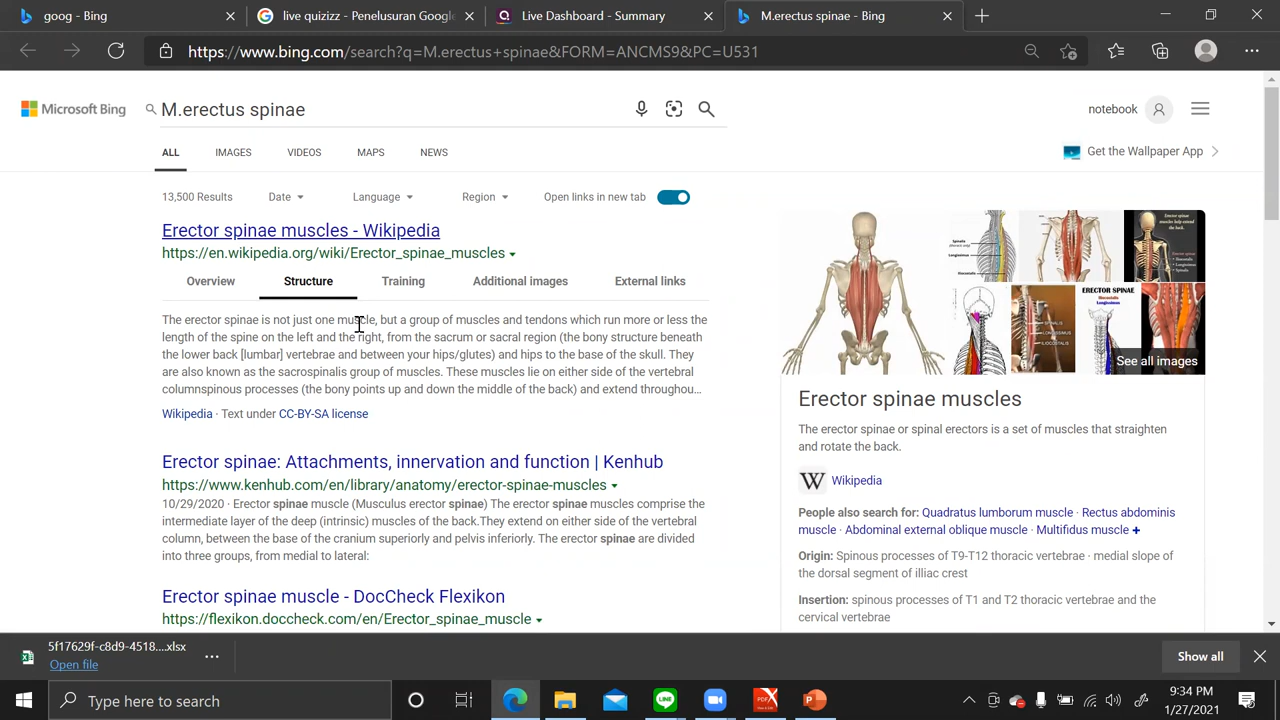 goog - Bing
live quizizz - Penelusuran Google
Live Dashboard - Summary
M.erectus spinae - Bing
https://www.bing.com/search?q=M.erectus+spinae&FORM=ANCMS9&PC=U531
Microsoft Bing
M.erectus spinae
notebook
ALL IMAGES VIDEOS MAPS NEWS
Get the Wallpaper App
13,500 Results Date Language Region Open links in new tab
Erector spinae muscles - Wikipedia
https://en.wikipedia.org/wiki/Erector_spinae_muscles
Overview Structure Training Additional images External links
The erector spinae is not just one muscle, but a group of muscles and tendons which run more or less the
length of the spine on the left and the right, from the sacrum or sacral region (the bony structure beneath
the lower back [lumbar] vertebrae and between your hips/glutes) and hips to the base of the skull. They
are also known as the sacrospinalis group of muscles. These muscles lie on either side of the vertebral
columnspinous processes (the bony points up and down the middle of the back) and extend throughou...
Wikipedia · Text under CC-BY-SA license
Erector spinae: Attachments, innervation and function | Kenhub
https://www.kenhub.com/en/library/anatomy/erector-spinae-muscles
10/29/2020 · Erector spinae muscle (Musculus erector spinae) The erector spinae muscles comprise the
intermediate layer of the deep (intrinsic) muscles of the back.They extend on either side of the vertebral
column, between the base of the cranium superiorly and pelvis inferiorly. The erector spinae are divided
into three groups, from medial to lateral:
Erector spinae muscle - DocCheck Flexikon
https://flexikon.doccheck.com/en/Erector_spinae_muscle
ERECTOR SPINAE
See all images
Erector spinae muscles
The erector spinae or spinal erectors is a set of muscles that straighten
and rotate the back.
W Wikipedia
People also search for: Quadratus lumborum muscle · Rectus abdominis
muscle · Abdominal external oblique muscle · Multifidus muscle +
Origin: Spinous processes of T9-T12 thoracic vertebrae · medial slope of
the dorsal segment of illiac crest
Insertion: spinous processes of T1 and T2 thoracic vertebrae and the
cervical vertebrae
5f17629f-c8d9-4518....xlsx
Open file
Show all
Type here to search
9:34 PM
1/27/2021